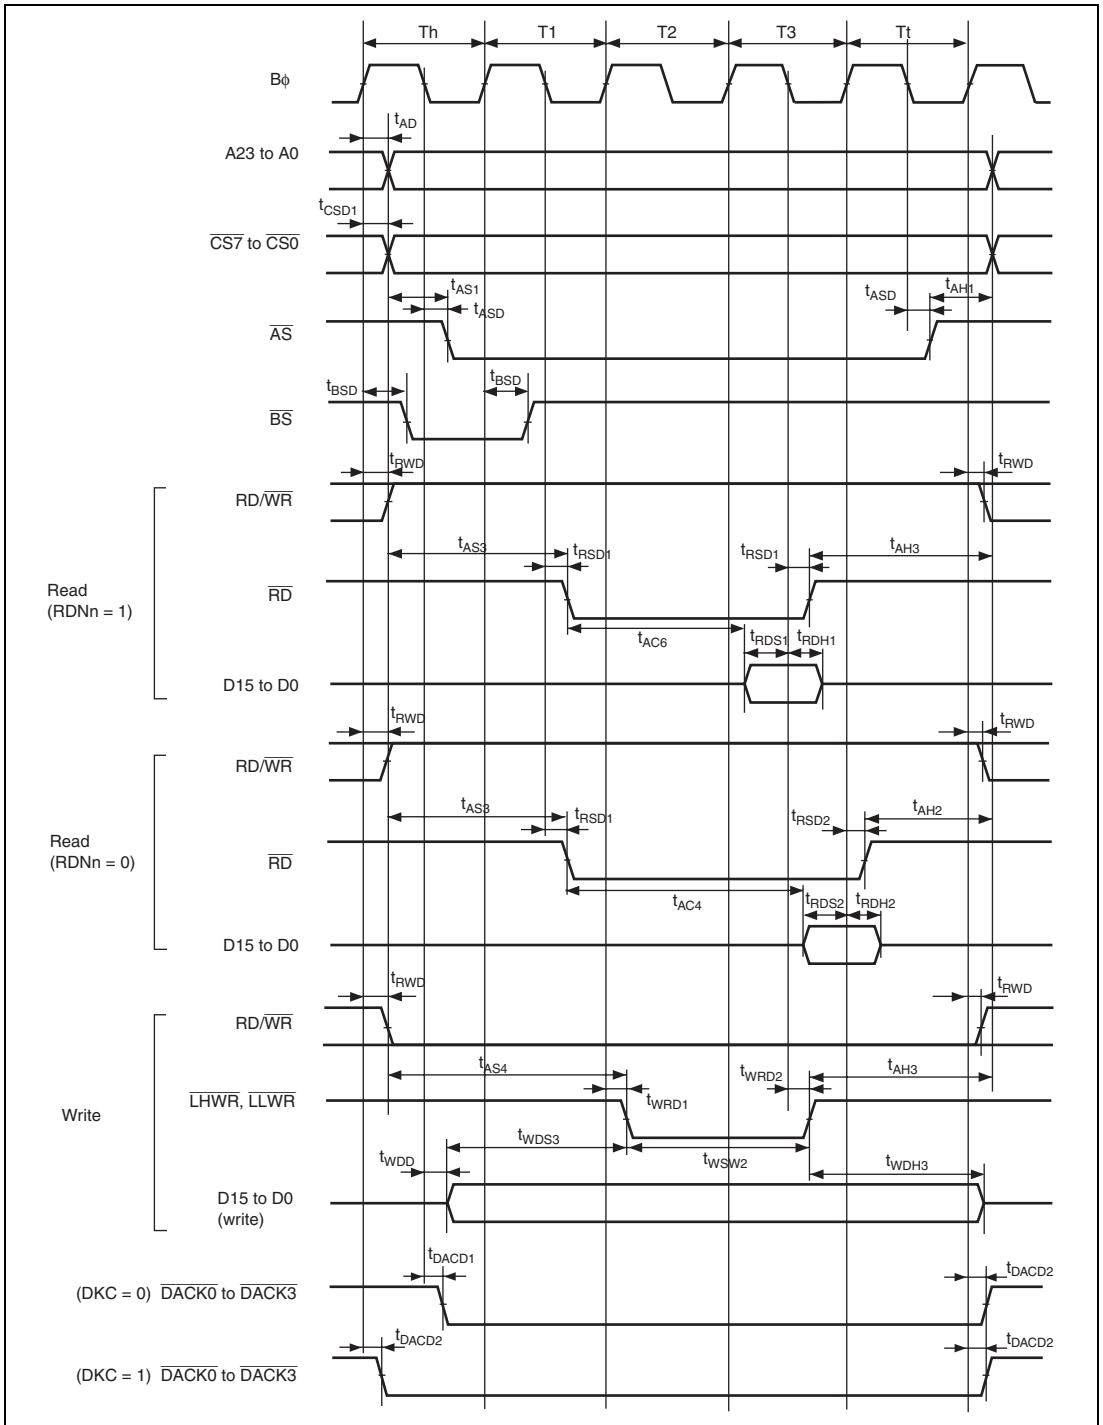 Th T1 T2 T3 Tt
Bφ
tAD
A23 to A0
tCSD1
CS7 to CS0
tAS1 tASD tAH1
tASD
AS
tBSD tBSD
BS
tRWD tRWD
RD/WR
tAS3 tRSD1 tRSD1 tAH3
Read
(RDNn = 1)
RD
tAC6 tRDS1 tRDH1
D15 to D0
tRWD tRWD
RD/WR
tAS3 tRSD1 tRSD2 tAH2
Read
(RDNn = 0)
RD
tAC4 tRDS2 tRDH2
D15 to D0
tRWD tRWD
RD/WR
tAS4 tWRD2 tAH3
LHWR, LLWR
tWRD1
Write
tWDS3 tWSW2
tWDD tWDH3
D15 to D0
(write)
tDACD1 tDACD2
(DKC = 0) DACK0 to DACK3
tDACD2 tDACD2
(DKC = 1) DACK0 to DACK3